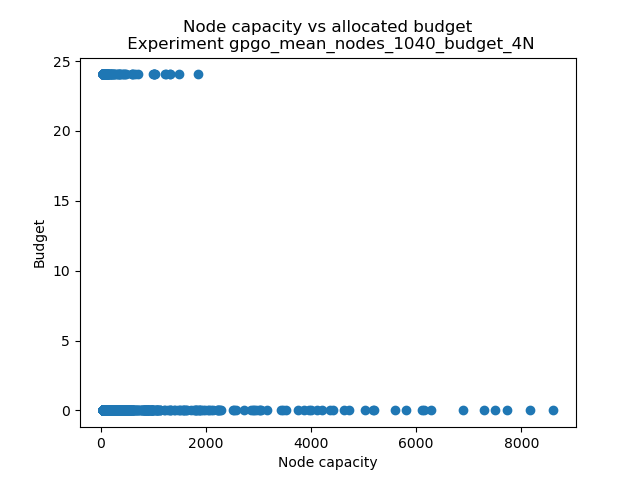 Node capacity vs allocated budget
Experiment gpgo_mean_nodes_1040_budget_4N
25
20
15
10
5
0
Budget
0 2000 4000 6000 8000
Node capacity